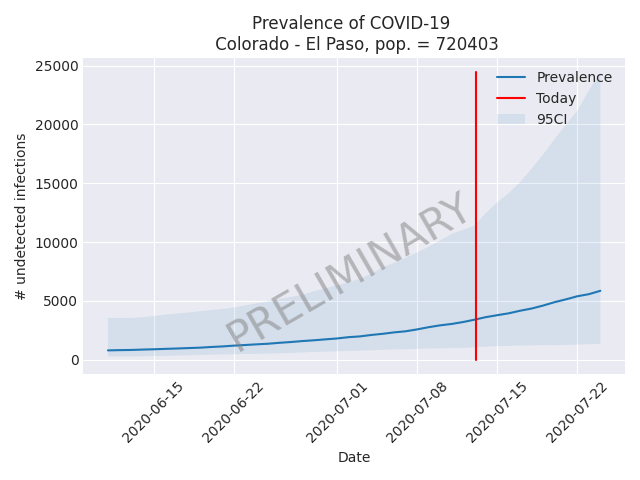 Prevalence of COVID-19
Colorado - El Paso, pop. = 720403
25000
20000
15000
10000
5000
0
# undetected infections
Prevalence
Today
95CI
PRELIMINARY
2020-06-15
2020-06-22
2020-07-01
2020-07-08
2020-07-15
2020-07-22
Date